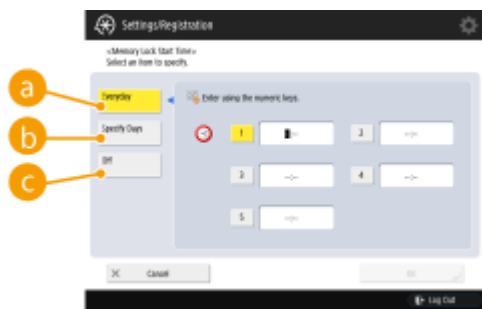 Settings/Registration
<Memory Lock Start Time>
Select an item to specify.
a
Everyday
Enter using the numeric keys.
b
Specify Days
1
--:--
2
--:--
c
Off
3
--:--
4
--:--
5
--:--
Cancel
OK
Log Out